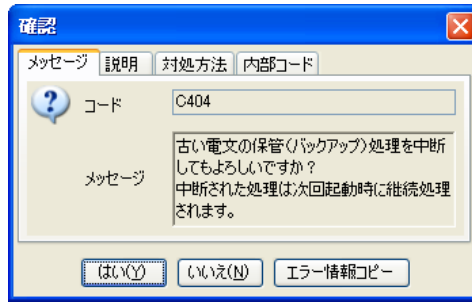 確認
メッセージ 説明 対処方法 内部コード
コード C404
古い電文の保管(バックアップ)処理を中断
してもよろしいですか?
メッセージ
中断された処理は次回起動時に継続処理
されます。
はい(Y) いいえ(N) エラー情報コピー